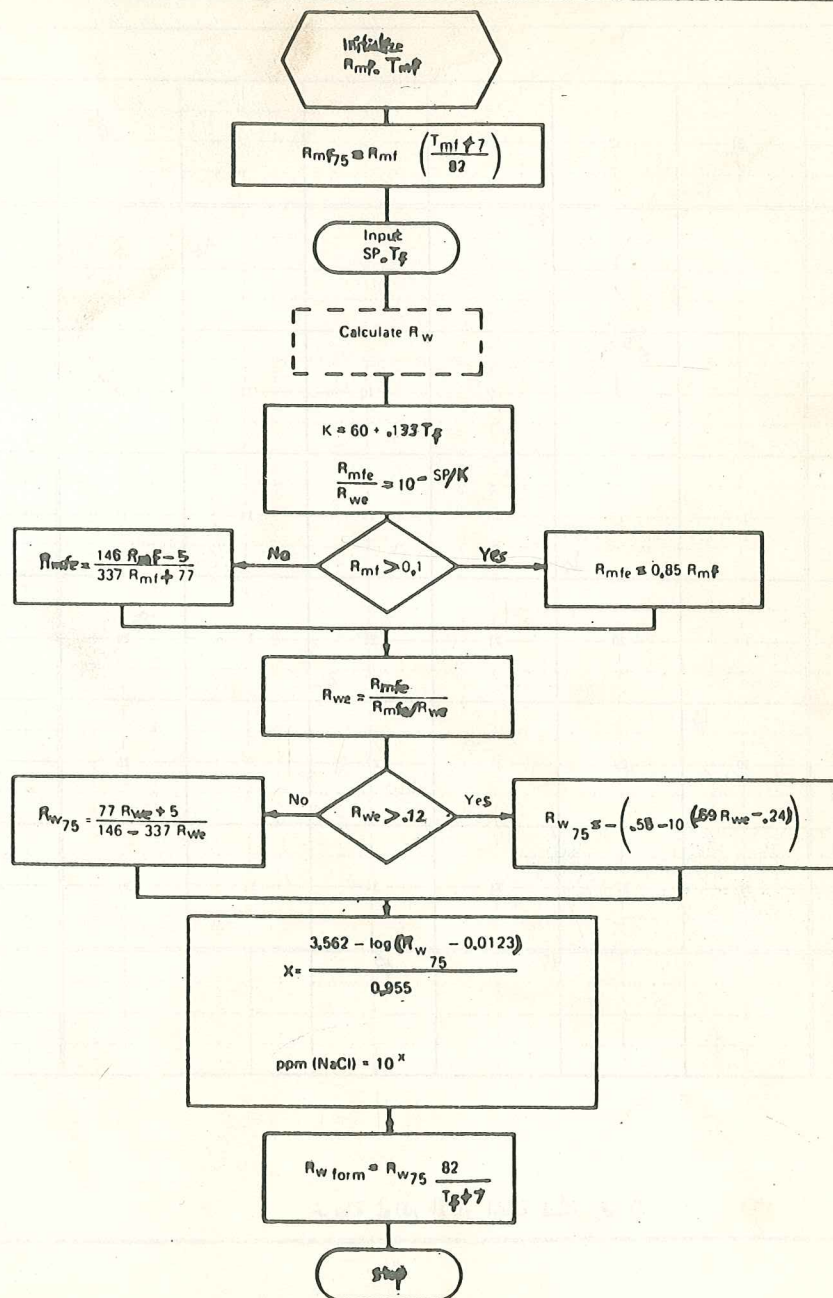 Initialize
Rmf, Tmf
Rmf75 = Rmf (Tmf + 7 / 82)
Input
SP, Tf
Calculate Rw
K = 60 + .133 Tf
Rmfe / Rwe = 10 - SP/K
Rmfe = 146 Rmf - 5 / 337 Rmf + 77
No
Rmf > 0.1
Yes
Rmfe = 0.85 Rmf
Rwe = Rmfe / Rmfe/Rwe
Rw75 = 77 Rwe + 5 / 146 - 337 Rwe
No
Rwe > .12
Yes
Rw75 = - (.58 - 10 (.69 Rwe - .24))
X = 3.562 - log (Rw75 - 0.0123) / 0.955
ppm (NaCl) = 10 x
Rw form = Rw75 82 / Tf + 7
stop